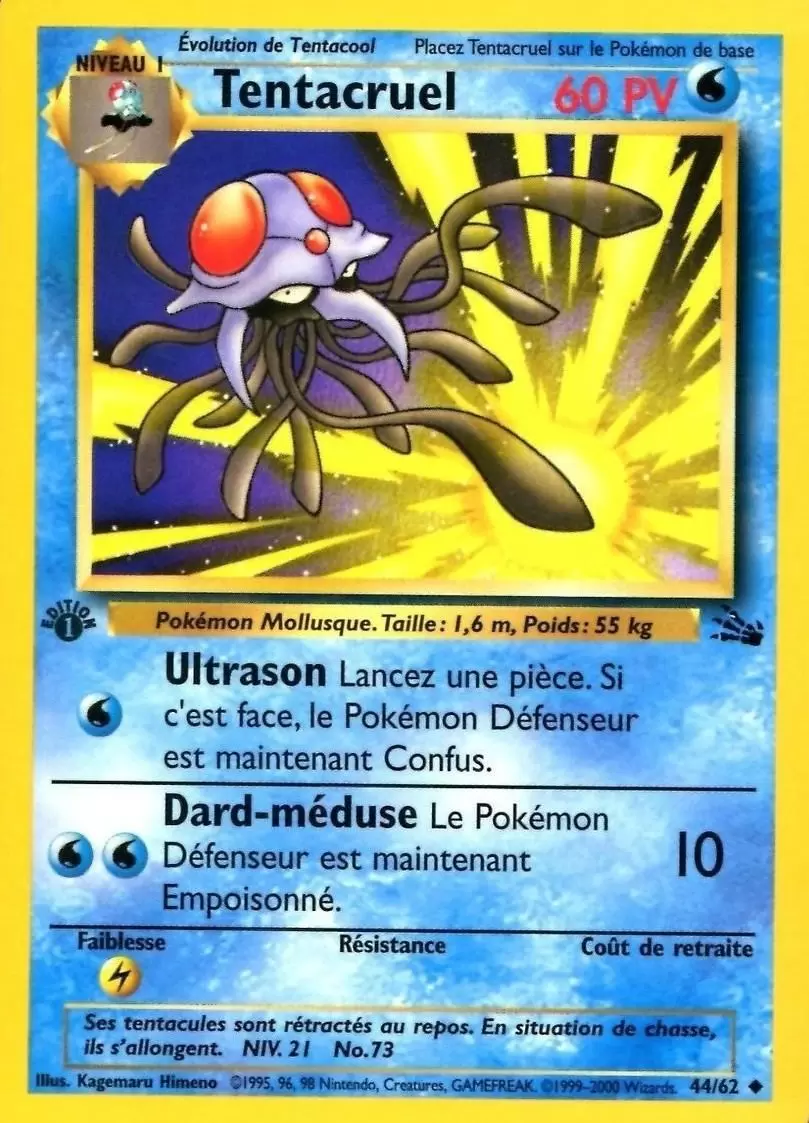 Évolution de Tentacool Placez Tentacruel sur le Pokémon de base
NIVEAU I
Tentacruel 60 PV
EDITION 1
Pokémon Mollusque. Taille: 1,6 m, Poids: 55 kg
Ultrason Lancez une pièce. Si
c'est face, le Pokémon Défenseur
est maintenant Confus.
Dard-méduse Le Pokémon
Défenseur est maintenant
Empoisonné.
10
Faiblesse Résistance Coût de retraite
Ses tentacules sont rétractés au repos. En situation de chasse,
ils s'allongent. NIV. 21 No.73
Illus. Kagemaru Himeno ©1995, 96, 98 Nintendo, Creatures, GAMEFREAK. ©1999-2000 Wizards. 44/62